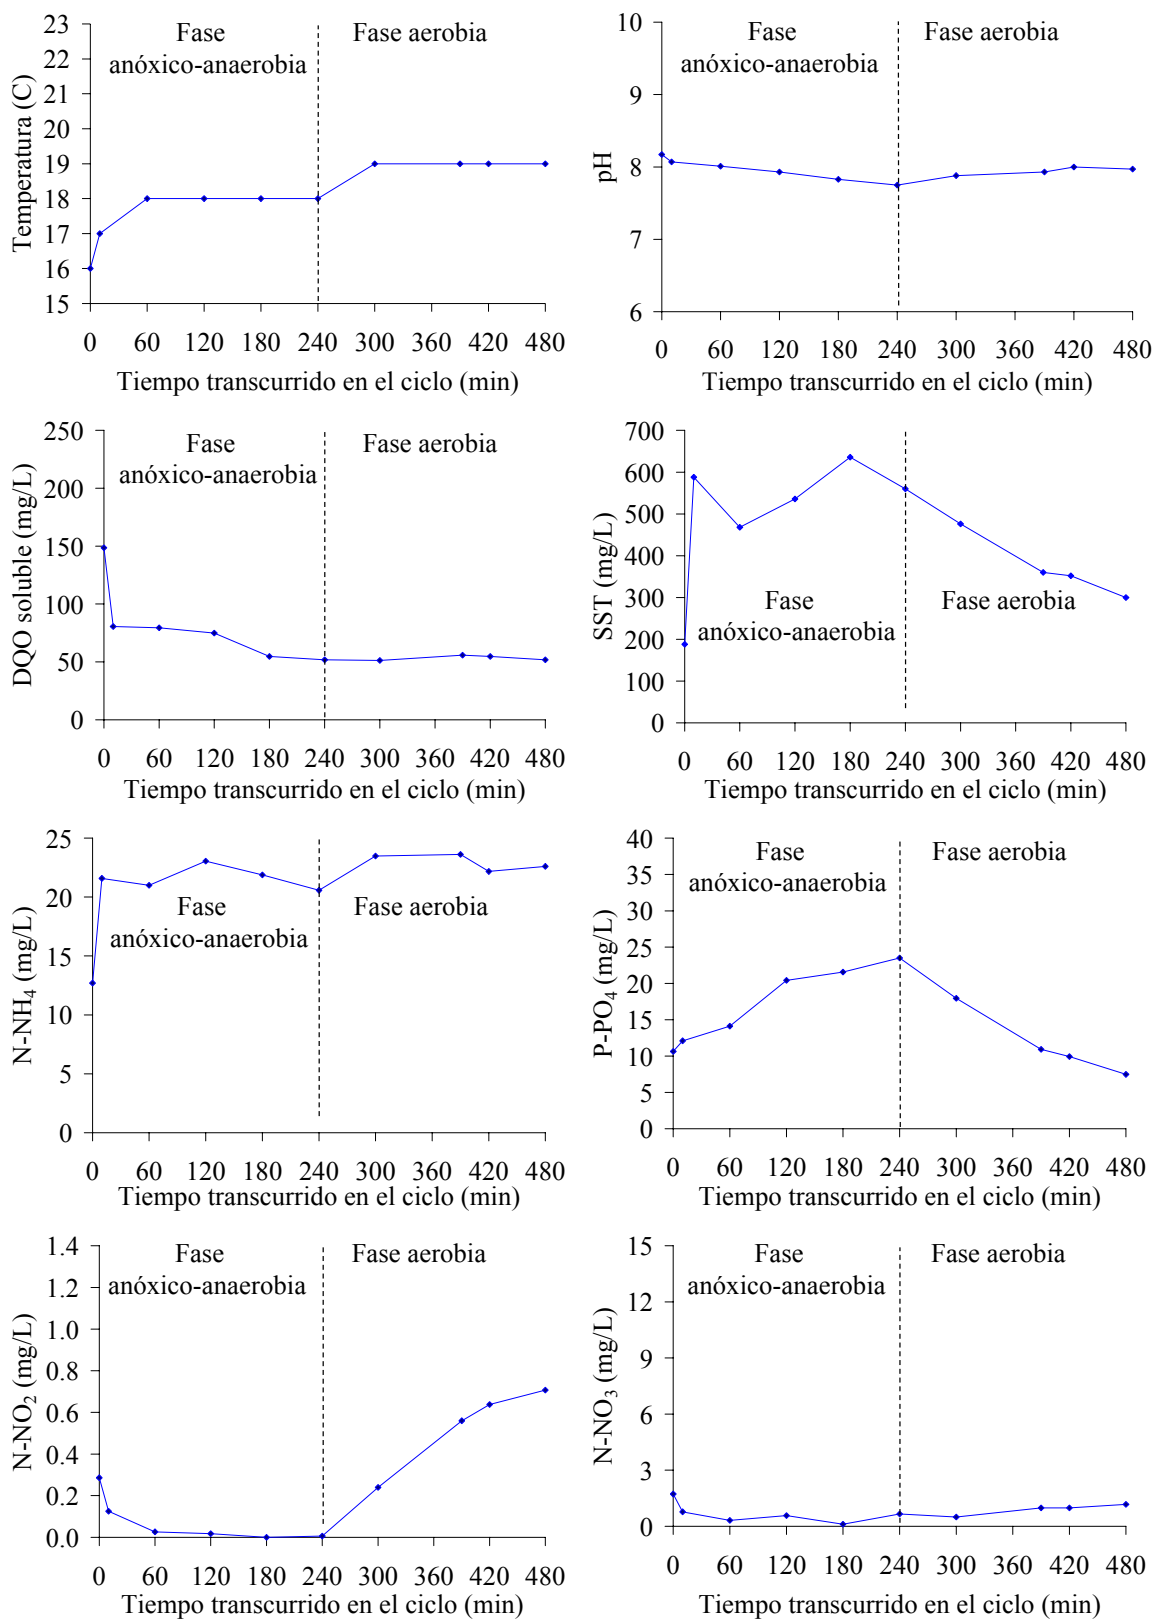 23
22
21
20
19
18
17
16
15
Temperatura (C)
Fase
anóxico-anaerobia
Fase aerobia
0 60 120 180 240 300 360 420 480
Tiempo transcurrido en el ciclo (min)
10
9
8
7
6
pH
Fase
anóxico-anaerobia
Fase aerobia
0 60 120 180 240 300 360 420 480
Tiempo transcurrido en el ciclo (min)
250
200
150
100
50
0
DQO soluble (mg/L)
Fase
anóxico-anaerobia
Fase aerobia
0 60 120 180 240 300 360 420 480
Tiempo transcurrido en el ciclo (min)
700
600
500
400
300
200
100
0
SST (mg/L)
Fase
anóxico-anaerobia
Fase aerobia
0 60 120 180 240 300 360 420 480
Tiempo transcurrido en el ciclo (min)
25
20
15
10
5
0
N-NH4 (mg/L)
Fase
anóxico-anaerobia
Fase aerobia
0 60 120 180 240 300 360 420 480
Tiempo transcurrido en el ciclo (min)
40
35
30
25
20
15
10
5
0
P-PO4 (mg/L)
Fase
anóxico-anaerobia
Fase aerobia
0 60 120 180 240 300 360 420 480
Tiempo transcurrido en el ciclo (min)
1.4
1.2
1.0
0.8
0.6
0.4
0.2
0.0
N-NO2 (mg/L)
Fase
anóxico-anaerobia
Fase aerobia
0 60 120 180 240 300 360 420 480
Tiempo transcurrido en el ciclo (min)
15
12
9
6
3
0
N-NO3 (mg/L)
Fase
anóxico-anaerobia
Fase aerobia
0 60 120 180 240 300 360 420 480
Tiempo transcurrido en el ciclo (min)